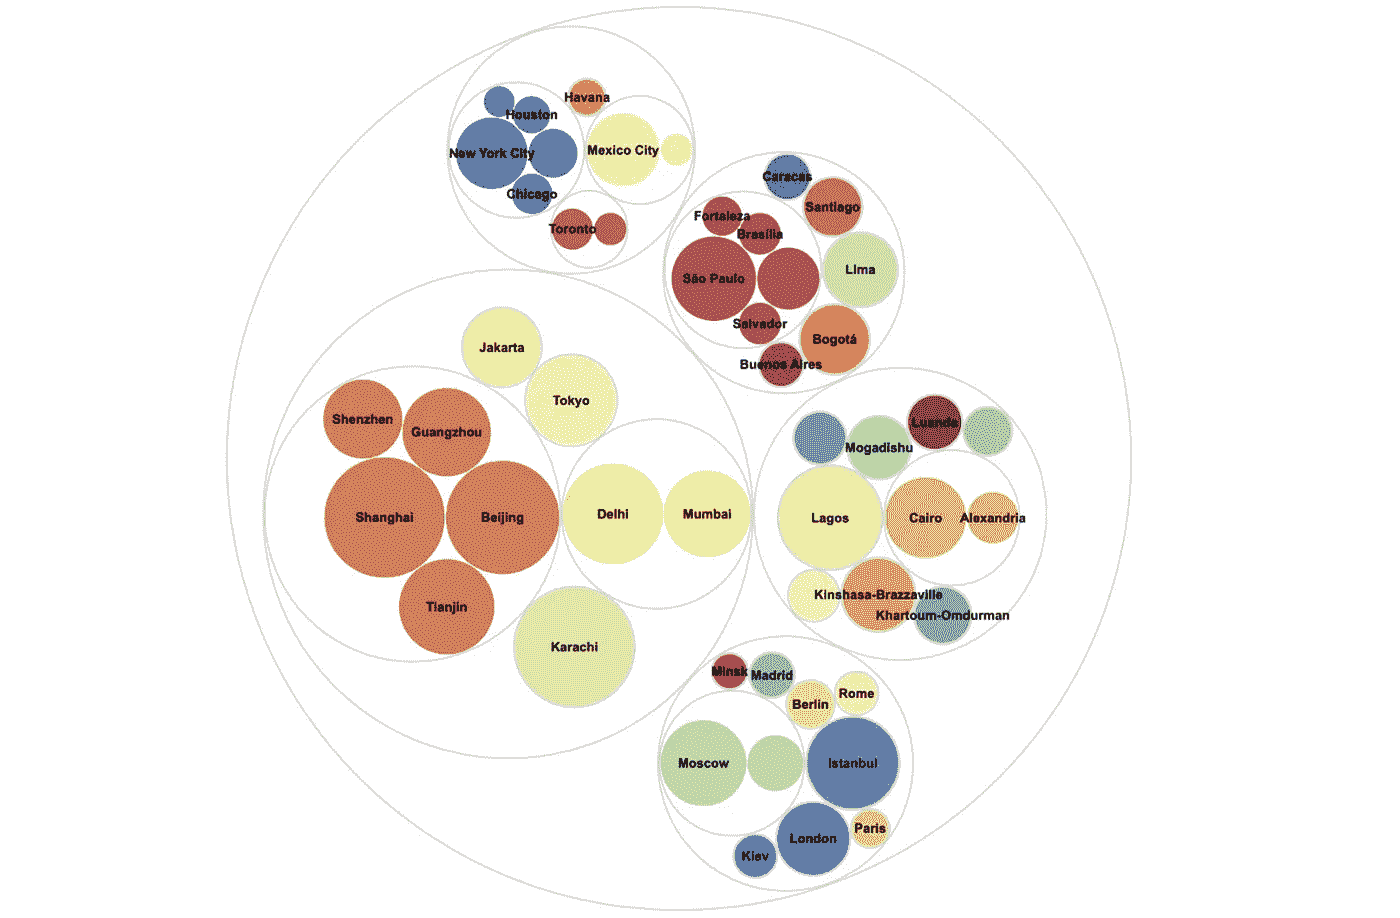 Havana
Houston
New York City
Mexico City
Chicago
Toronto
Caracas
Santiago
Fortaleza
Brasília
Lima
São Paulo
Salvador
Bogotá
Buenos Aires
Jakarta
Tokyo
Shenzhen
Guangzhou
Shanghai
Beijing
Delhi
Mumbai
Tianjin
Karachi
Luanda
Mogadishu
Lagos
Cairo
Alexandria
Kinshasa-Brazzaville
Khartoum-Omdurman
Minsk
Madrid
Rome
Berlin
Moscow
Istanbul
Paris
London
Kiev